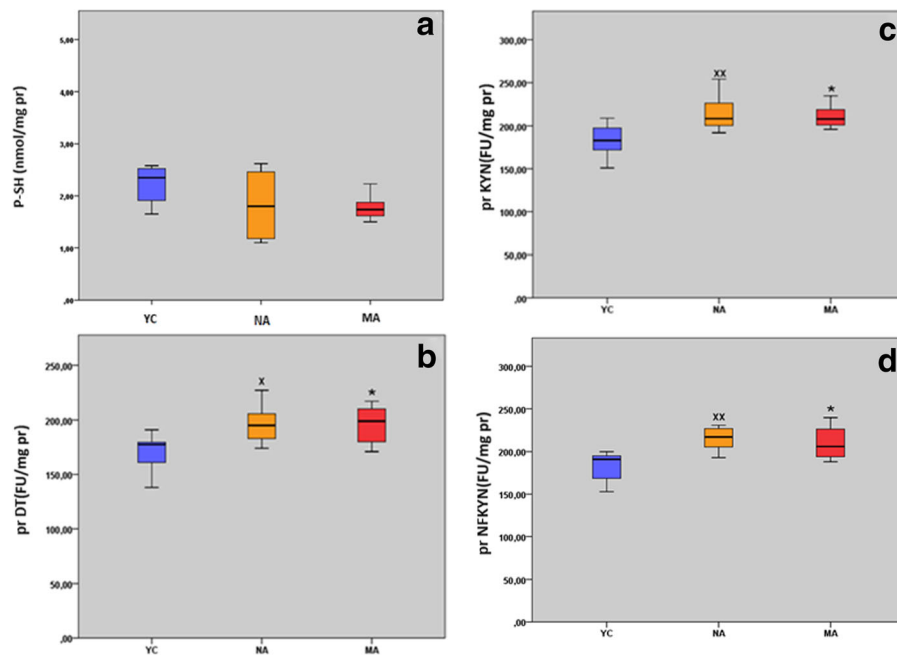 a
5,00
4,00
3,00
2,00
1,00
,00
P-SH (nmol/mg pr)
YC NA MA
c
300,00
250,00
200,00
150,00
100,00
50,00
,00
pr KYN(FU/mg pr)
xx
*
YC NA MA
b
250,00
200,00
150,00
100,00
50,00
,00
pr DT(FU/mg pr)
x
*
YC NA MA
d
300,00
250,00
200,00
150,00
100,00
50,00
,00
pr NFKYN(FU/mg pr)
xx
*
YC NA MA